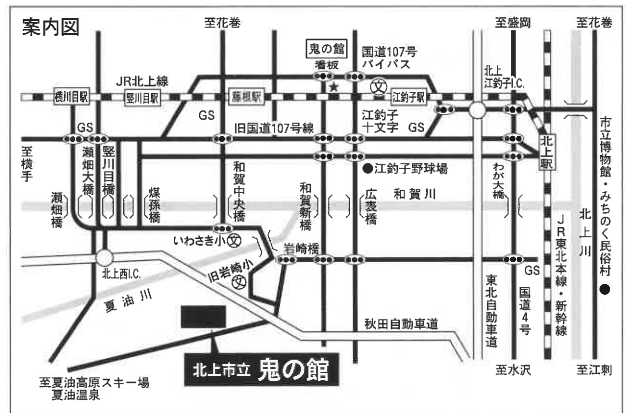 案内図
至花巻
至盛岡
至花巻
鬼の館
看板
国道107号
バイパス
JR北上線
北上
江釣子I.C.
横川目駅
竪川目駅
藤根駅
江釣子駅
文
GS
GS
旧国道107号線
江釣子
十文字
GS
北上駅
至横手
瀬畑大橋
竪川目橋
和賀中央橋
和賀新橋
江釣子野球場
広表橋
わが大橋
市立博物館・みちのく民俗村
瀬畑橋
煤孫橋
和賀川
北上川
いわさき小
文
岩崎橋
旧岩崎小
文
GS
北上西I.C.
夏油川
JR東北本線・新幹線
東北自動車道
国道4号
秋田自動車道
北上市立 鬼の館
至夏油高原スキー場
夏油温泉
至水沢
至江刺